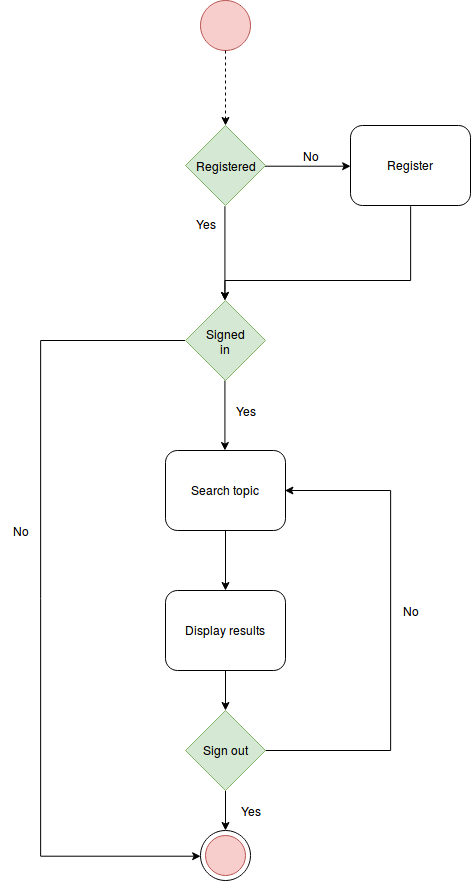 Registered
No
Register
Yes
Signed
in
Yes
Search topic
No
No
Display results
Sign out
Yes